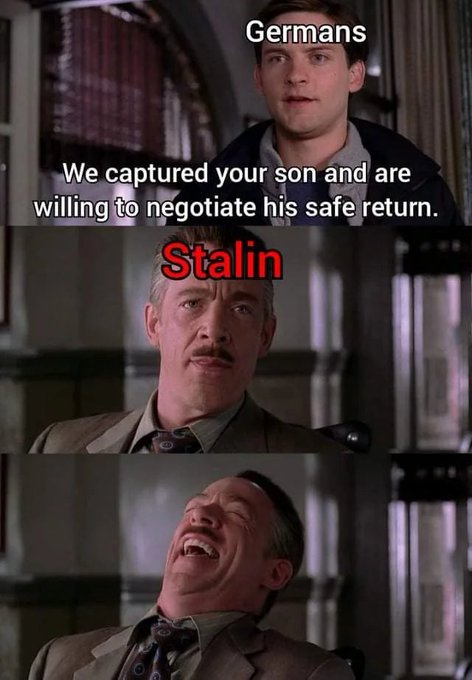 Germans
We captured your son and are
willing to negotiate his safe return.
Stalin